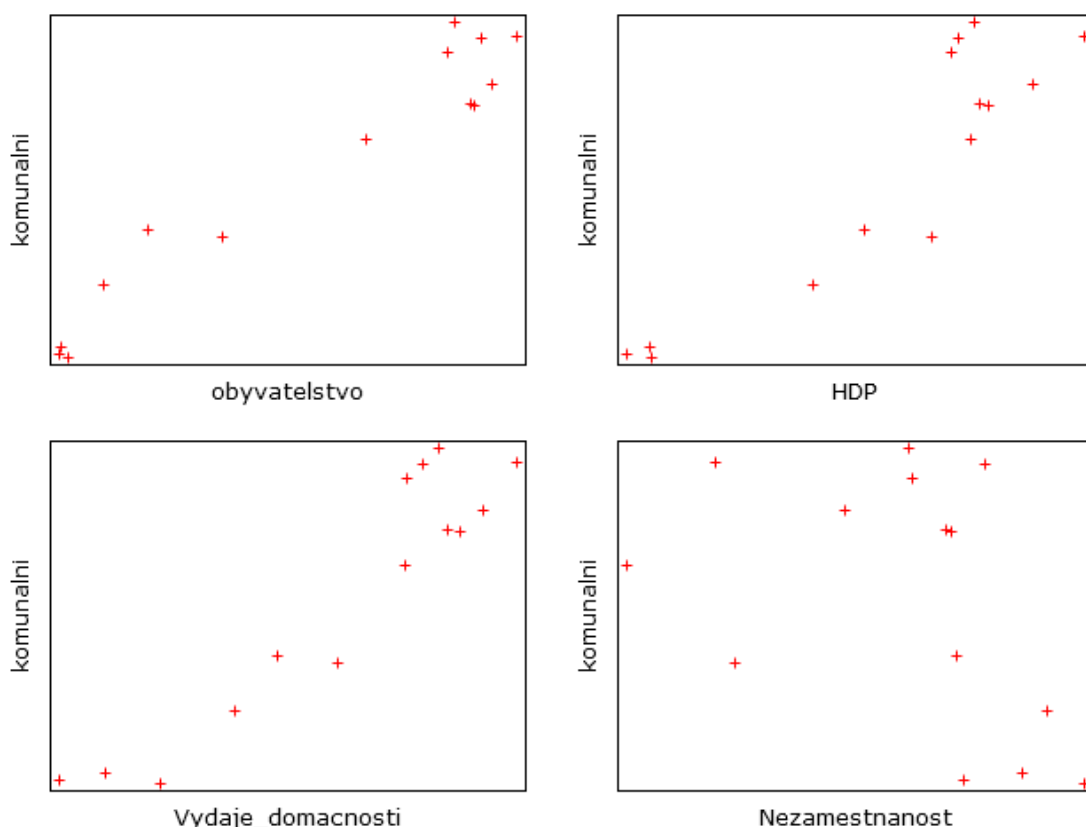 komunalni
obyvatelstvo
komunalni
HDP
komunalni
Vydaje_domacnosti
komunalni
Nezamestnanost